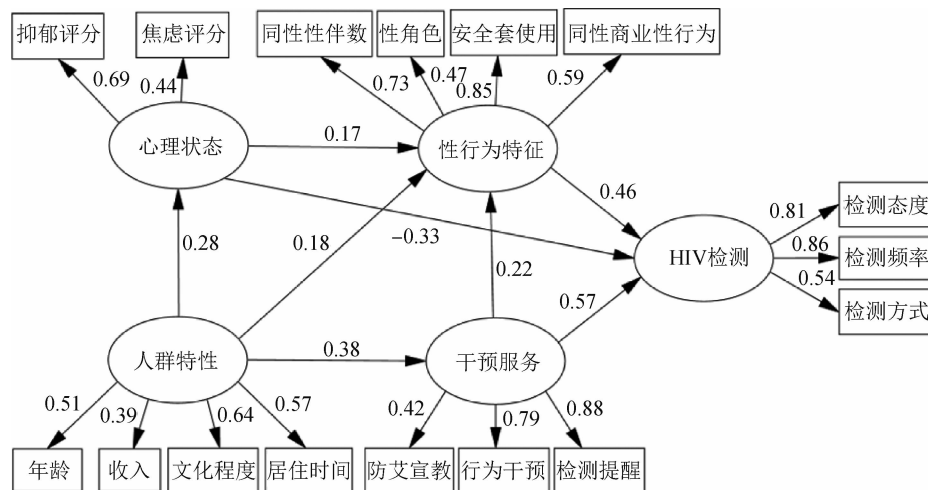 抑郁评分
焦虑评分
同性性伴数
性角色
安全套使用
同性商业性行为
0.69
0.44
0.73
0.47
0.85
0.59
心理状态
0.17
性行为特征
0.46
0.28
0.18
-0.33
0.22
HIV检测
0.81
检测态度
0.86
检测频率
0.54
检测方式
0.57
人群特性
0.38
干预服务
0.51
0.39
0.64
0.57
0.42
0.79
0.88
年龄
收入
文化程度
居住时间
防艾宣教
行为干预
检测提醒